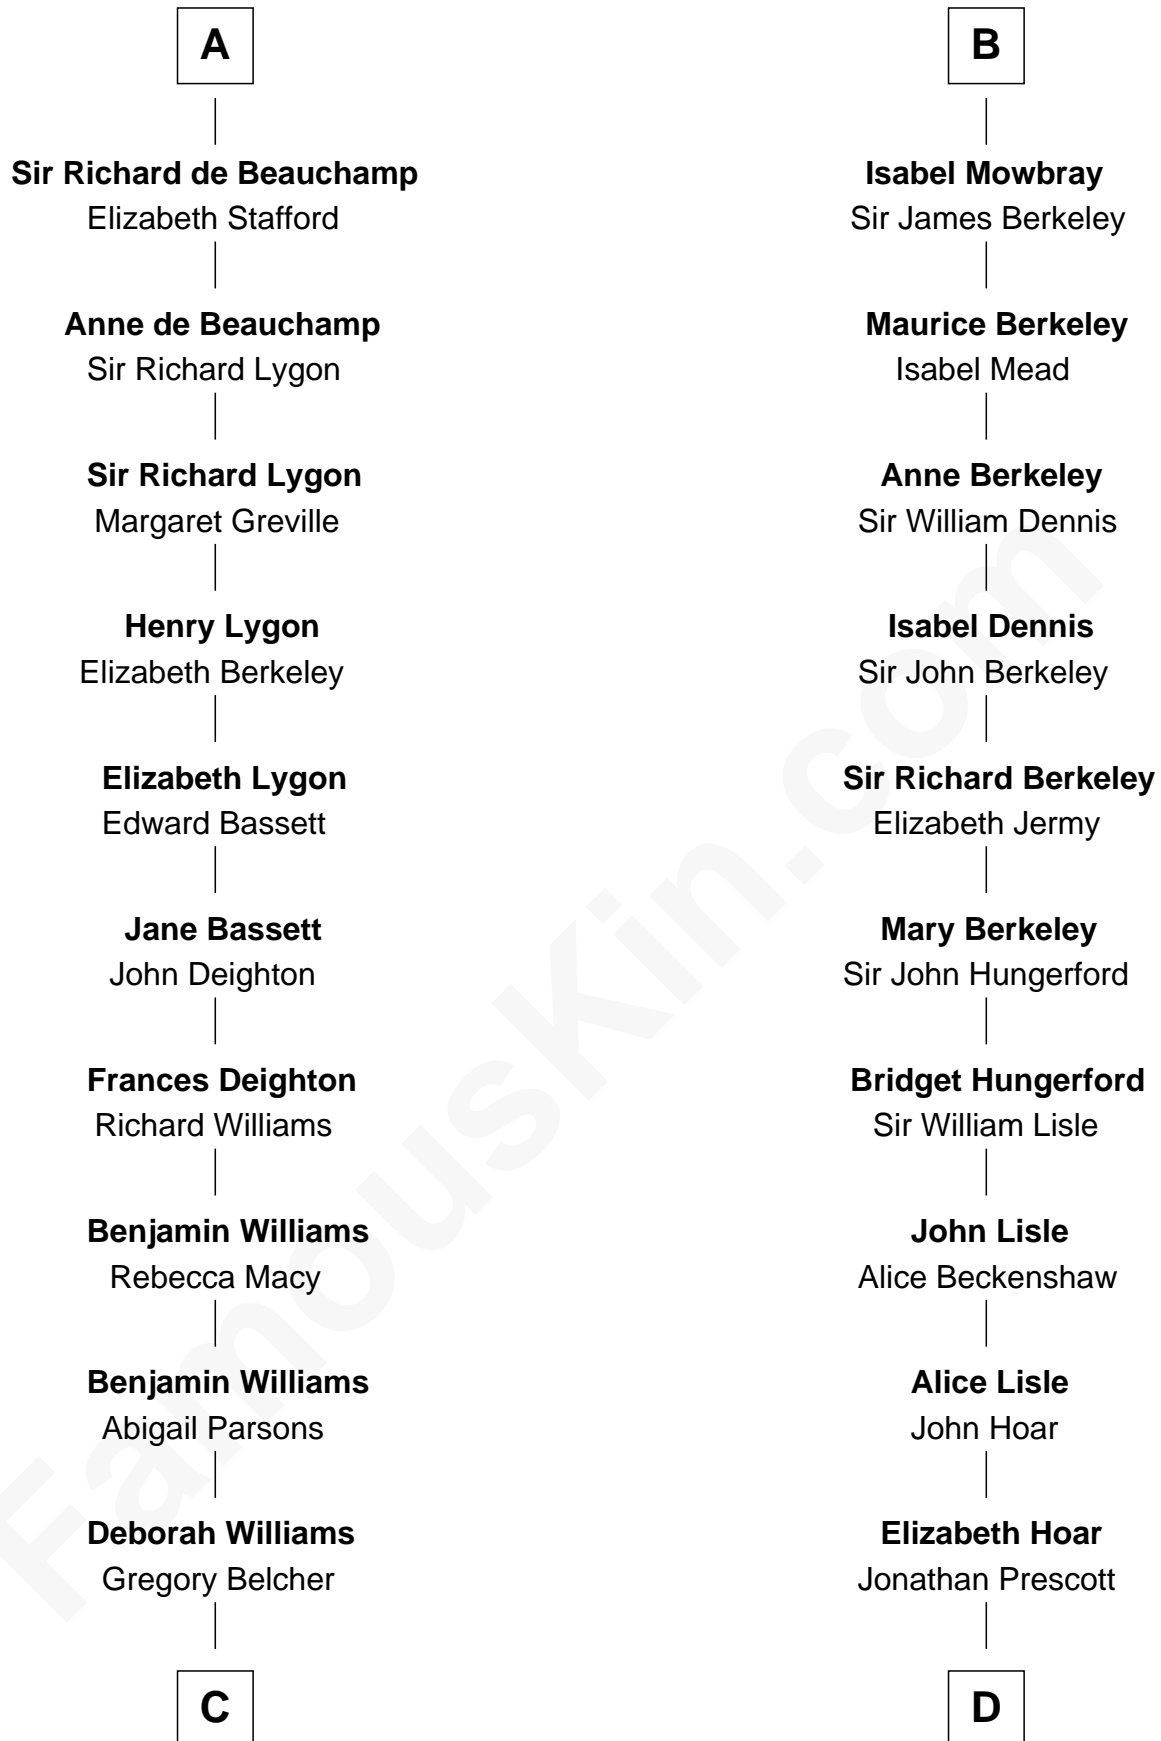 A
Sir Richard de Beauchamp
Elizabeth Stafford
Anne de Beauchamp
Sir Richard Lygon
Sir Richard Lygon
Margaret Greville
Henry Lygon
Elizabeth Berkeley
Elizabeth Lygon
Edward Bassett
Jane Bassett
John Deighton
Frances Deighton
Richard Williams
Benjamin Williams
Rebecca Macy
Benjamin Williams
Abigail Parsons
Deborah Williams
Gregory Belcher
C
B
Isabel Mowbray
Sir James Berkeley
Maurice Berkeley
Isabel Mead
Anne Berkeley
Sir William Dennis
Isabel Dennis
Sir John Berkeley
Sir Richard Berkeley
Elizabeth Jermy
Mary Berkeley
Sir John Hungerford
Bridget Hungerford
Sir William Lisle
John Lisle
Alice Beckenshaw
Alice Lisle
John Hoar
Elizabeth Hoar
Jonathan Prescott
D
FamousKin.com